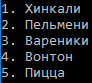 1. Хинкали
2. Пельмени
3. Вареники
4. Вонтон
5. Пицца